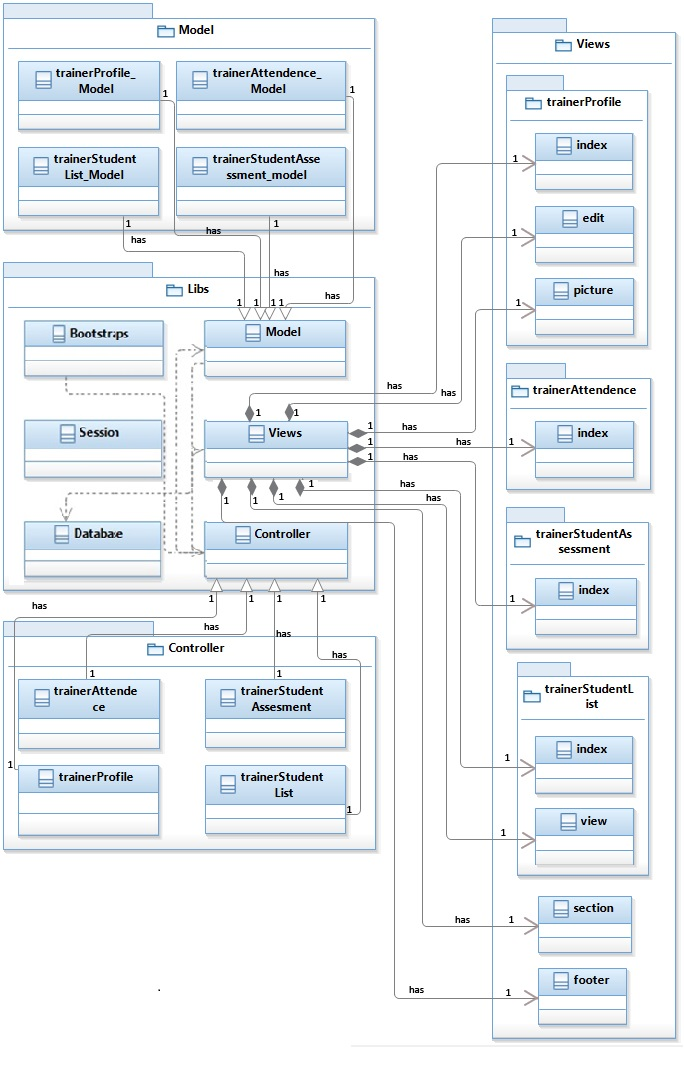 Model
trainerProfile_
Model
trainerAttendence_
Model
1
1
trainerStudent
List_Model
trainerStudentAsse
ssment_model
1
has
has
1
has
has
Libs
1
1
1
1
Bootstraps
Model
Session
Views
Database
Controller
1
1
1
1
1
1
1
1
1
has
has
has
has
has
has
1
1
1
1
has
has
has
has
Controller
1
1
trainerAttende
ce
trainerStudent
Assesment
1
trainerProfile
trainerStudent
List
1
Views
trainerProfile
1
index
1
edit
1
picture
trainerAttendence
1
index
trainerStudentAs
sessment
1
index
trainerStudentL
ist
1
index
1
view
has
1
section
has
1
footer
.